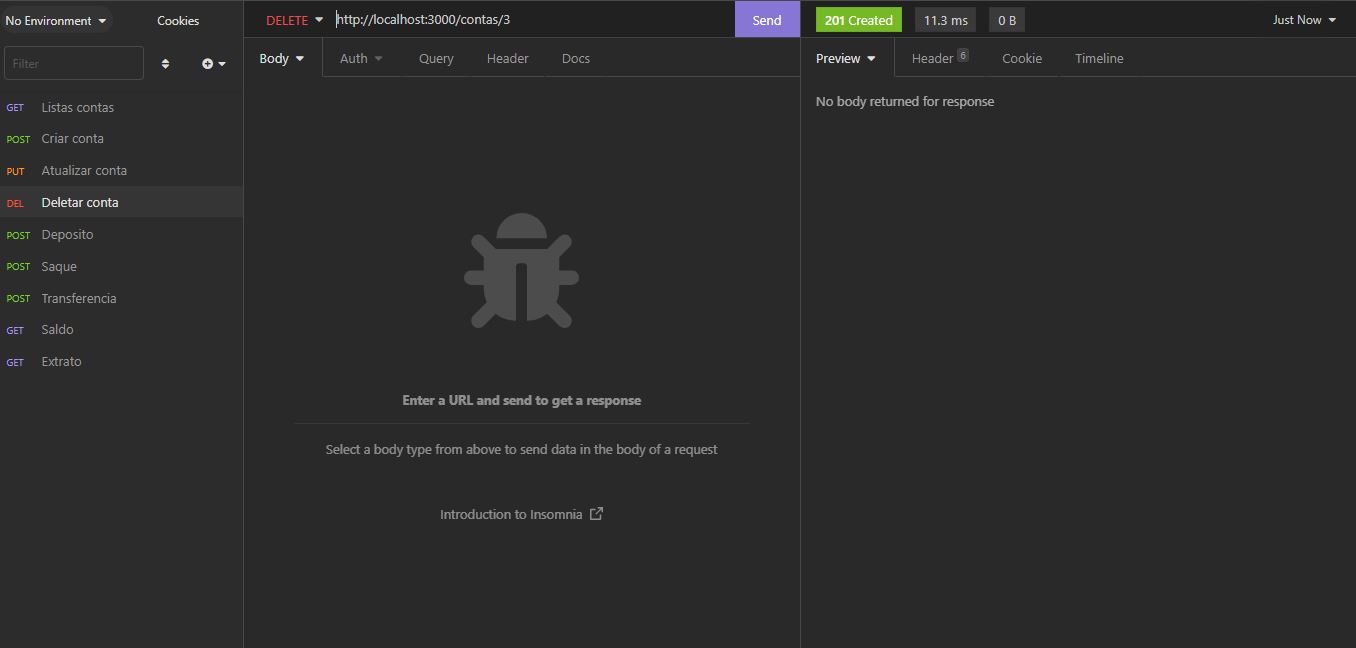 No Environment
Cookies
Filter
GET Listas contas
POST Criar conta
PUT Atualizar conta
DEL Deletar conta
POST Deposito
POST Saque
POST Transferencia
GET Saldo
GET Extrato
DELETE http://localhost:3000/contas/3 Send
Body Auth Query Header Docs
Enter a URL and send to get a response
Select a body type from above to send data in the body of a request
Introduction to Insomnia
201 Created 11.3 ms 0 B Just Now
Preview Header 6 Cookie Timeline
No body returned for response